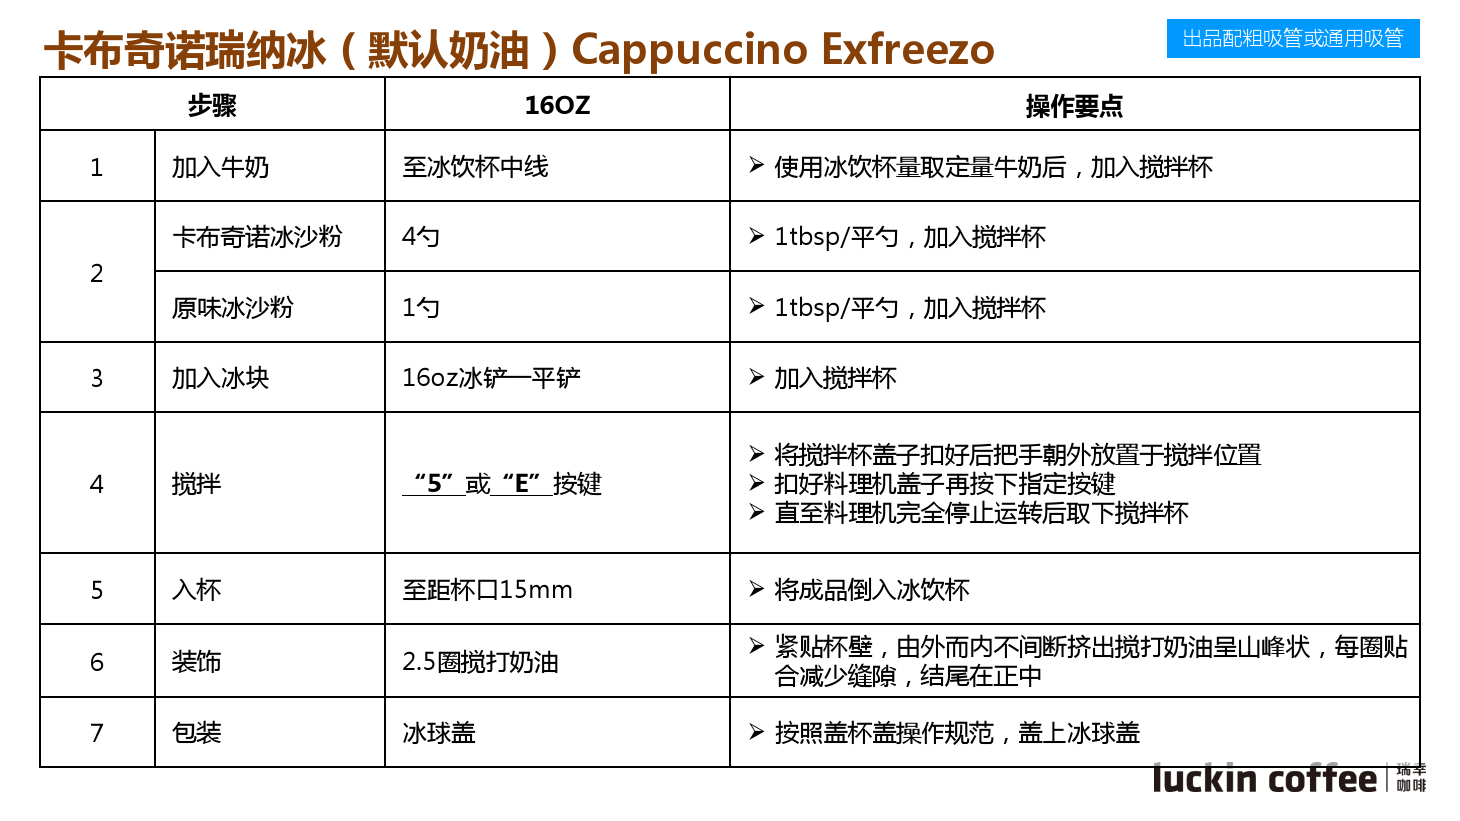 卡布奇诺瑞纳冰（默认奶油）Cappuccino Exfreezo
出品配粗吸管或通用吸管
步骤 16OZ 操作要点
1 加入牛奶 至冰饮杯中线 ➢ 使用冰饮杯量取定量牛奶后，加入搅拌杯
2
卡布奇诺冰沙粉 4勺 ➢ 1tbsp/平勺，加入搅拌杯
原味冰沙粉 1勺 ➢ 1tbsp/平勺，加入搅拌杯
3 加入冰块 16oz冰铲一平铲 ➢ 加入搅拌杯
4 搅拌 “5”或“E”按键
➢ 将搅拌杯盖子扣好后把手朝外放置于搅拌位置
➢ 扣好料理机盖子再按下指定按键
➢ 直至料理机完全停止运转后取下搅拌杯
5 入杯 至距杯口15mm ➢ 将成品倒入冰饮杯
6 装饰 2.5圈搅打奶油
➢ 紧贴杯壁，由外而内不间断挤出搅打奶油呈山峰状，每圈贴
合减少缝隙，结尾在正中
7 包装 冰球盖 ➢ 按照盖杯盖操作规范，盖上冰球盖
luckin coffee
瑞幸
咖啡